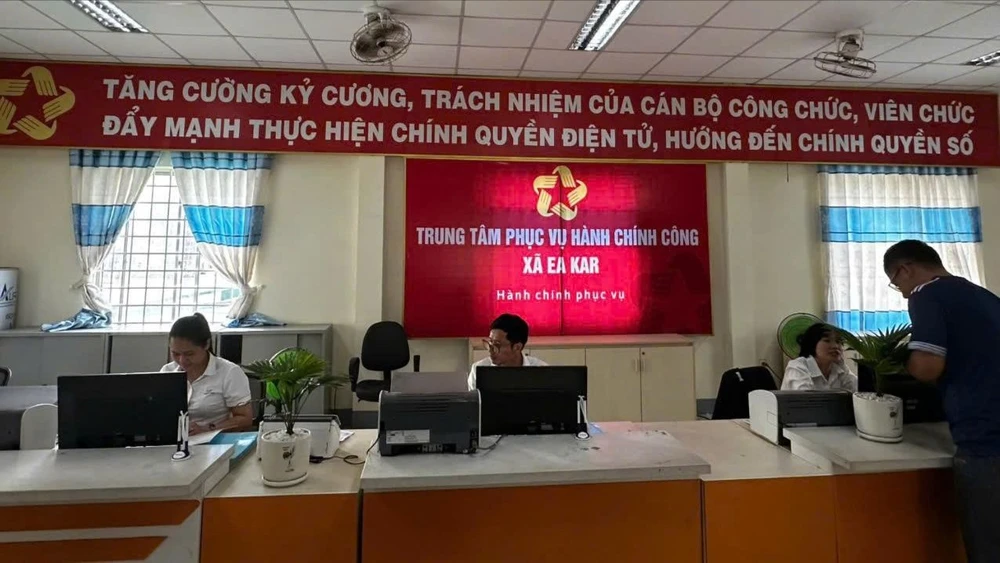 TĂNG CƯỜNG KỶ CƯƠNG, TRÁCH NHIỆM CỦA CÁN BỘ CÔNG CHỨC, VIÊN CHỨC
ĐẨY MẠNH THỰC HIỆN CHÍNH QUYỀN ĐIỆN TỬ, HƯỚNG ĐẾN CHÍNH QUYỀN SỐ
TRUNG TÂM PHỤC VỤ HÀNH CHÍNH CÔNG
XÃ EA KAR
Hành chính phục vụ